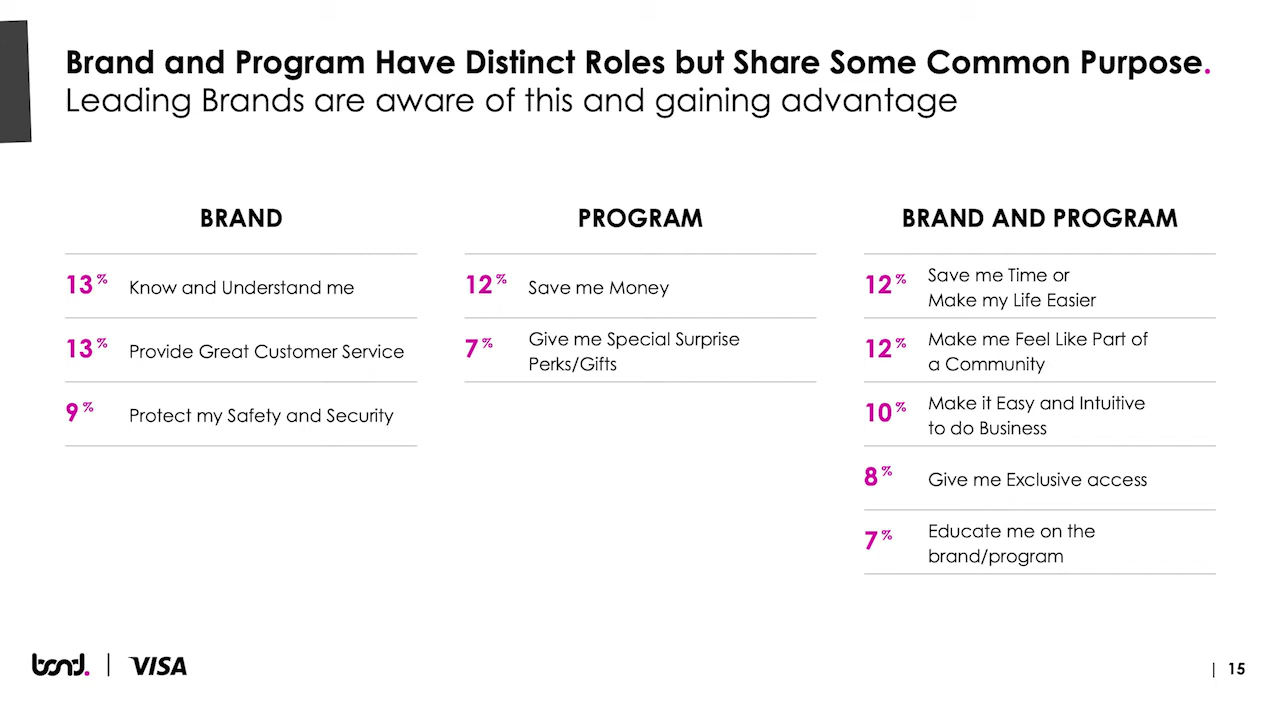 Brand and Program Have Distinct Roles but Share Some Common Purpose.
Leading Brands are aware of this and gaining advantage
BRAND
13% Know and Understand me
13% Provide Great Customer Service
9% Protect my Safety and Security
PROGRAM
12% Save me Money
7% Give me Special Surprise
Perks/Gifts
BRAND AND PROGRAM
12% Save me Time or
Make my Life Easier
12% Make me Feel Like Part of
a Community
10% Make it Easy and Intuitive
to do Business
8% Give me Exclusive access
7% Educate me on the
brand/program
bond. | VISA
| 15